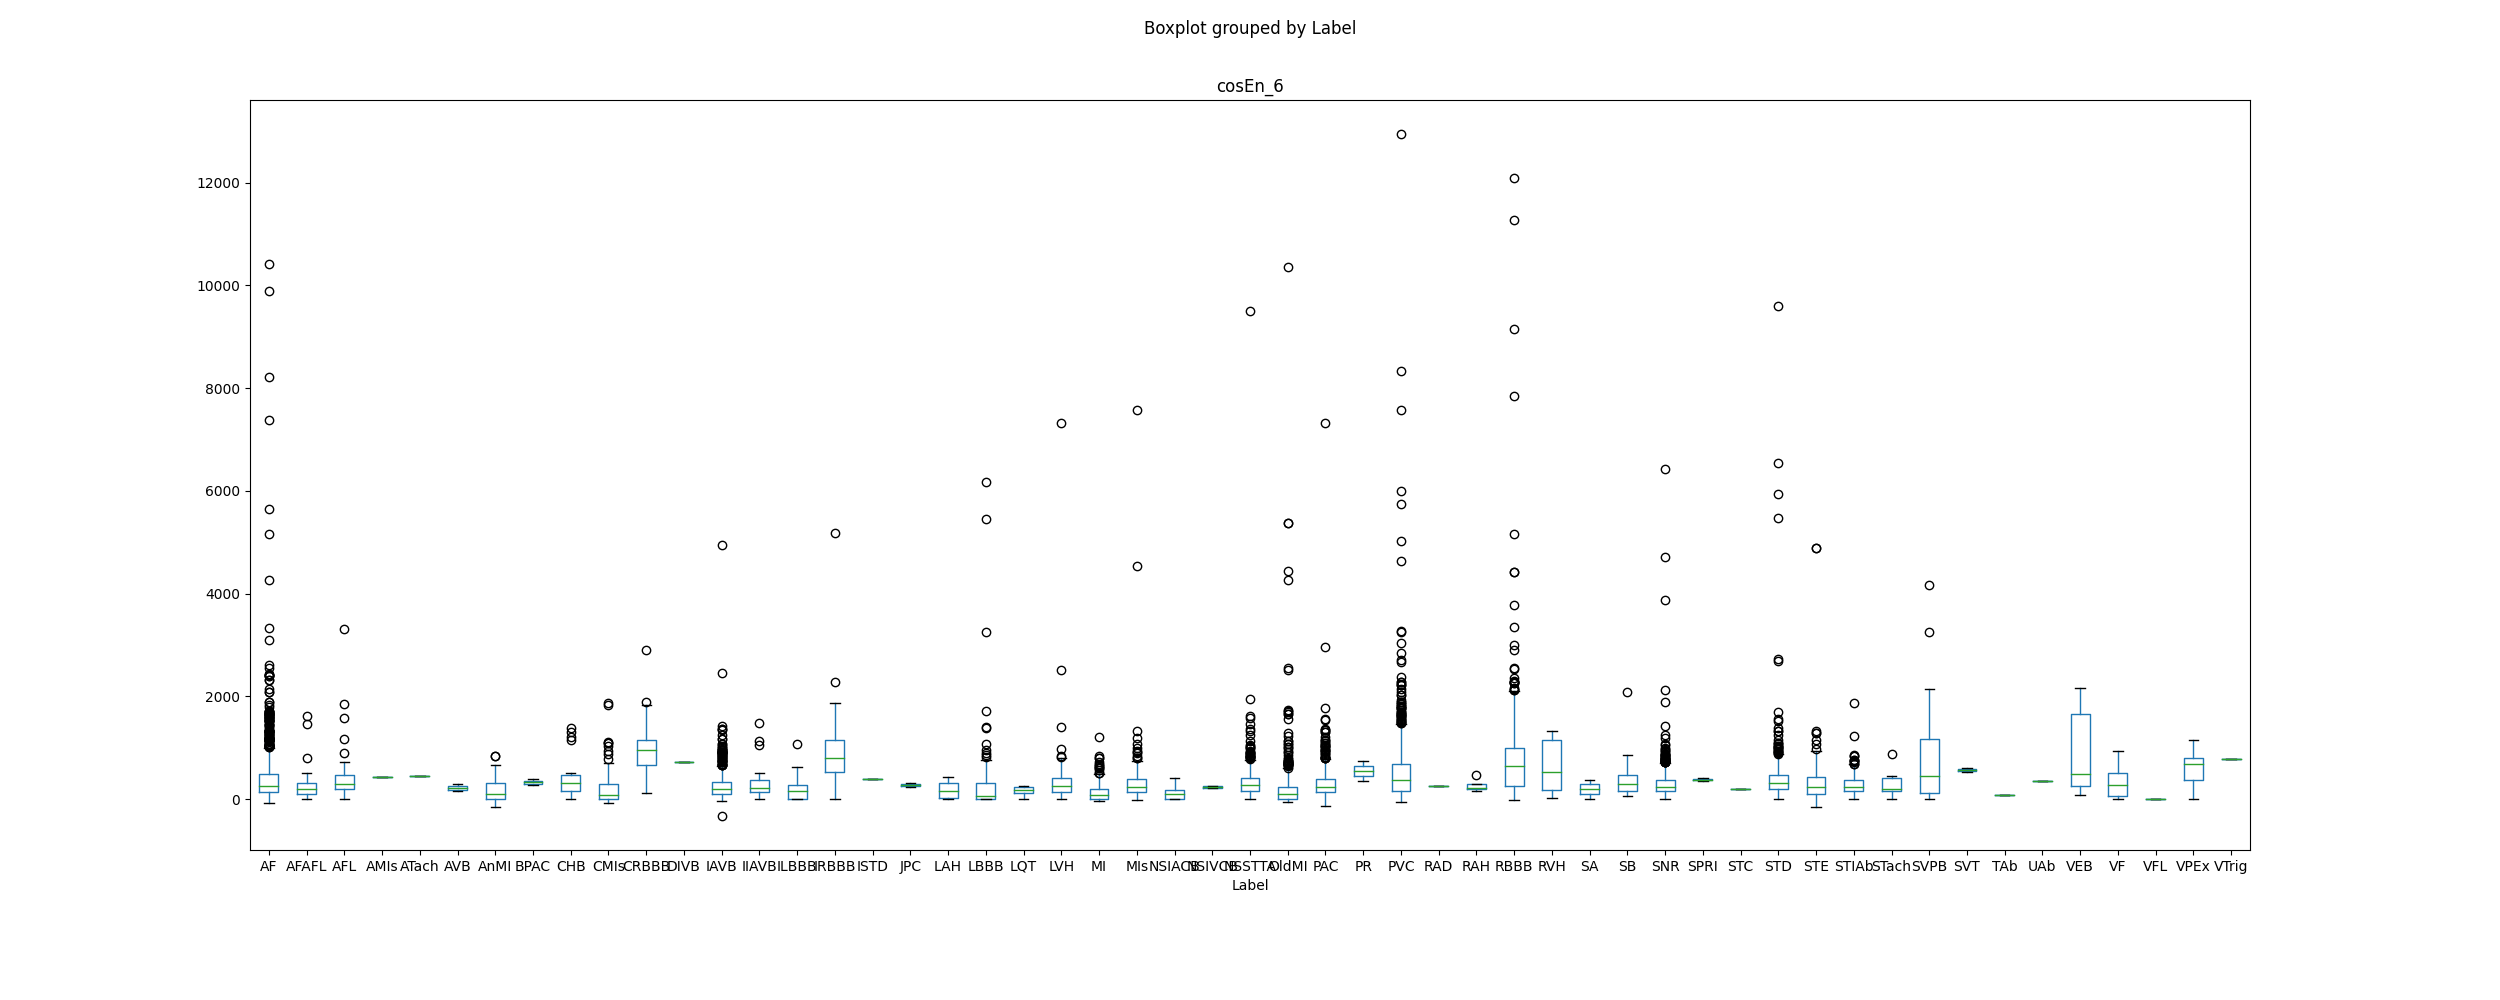 Boxplot grouped by Label
cosEn_6
12000
10000
8000
6000
4000
2000
0
AF AFAFL AFL AMIs ATach AVB AnMI BPAC CHB CMIs CRBBB DIVB IAVB IIAVB ILBBB IRBBB ISTD JPC LAH LBBB LQT LVH MI MIs NSIACB NSIVCB NSSTTA OldMI PAC PR PVC RAD RAH RBBB RVH SA SB SNR SPRI STC STD STE STIAb STach SVPB SVT TAb UAb VEB VF VFL VPEx VTrig
Label